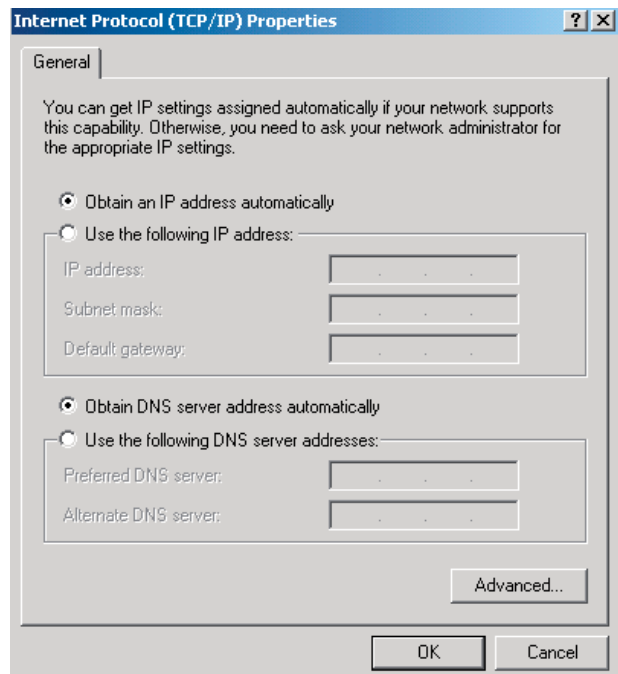 Internet Protocol (TCP/IP) Properties
General
You can get IP settings assigned automatically if your network supports
this capability. Otherwise, you need to ask your network administrator for
the appropriate IP settings.
Obtain an IP address automatically
Use the following IP address:
IP address:
Subnet mask:
Default gateway:
Obtain DNS server address automatically
Use the following DNS server addresses:
Preferred DNS server:
Alternate DNS server:
Advanced...
OK Cancel